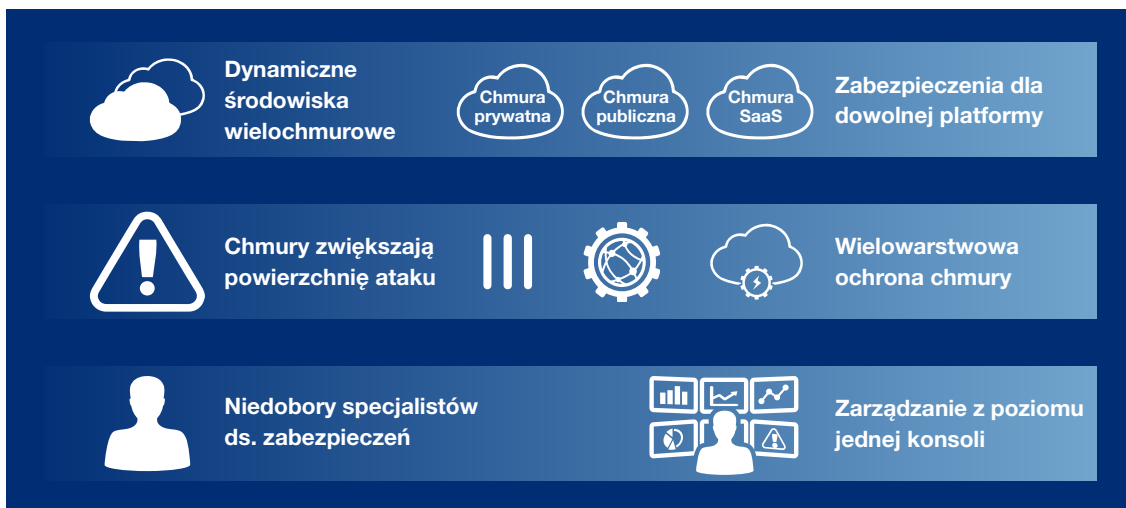 Dynamiczne
środowiska
wielochmurowe
Chmura
prywatna
Chmura
publiczna
Chmura
SaaS
Zabezpieczenia dla
dowolnej platformy
Chmury zwiększają
powierzchnię ataku
Wielowarstwowa
ochrona chmury
Niedobory specjalistów
ds. zabezpieczeń
Zarządzanie z poziomu
jednej konsoli